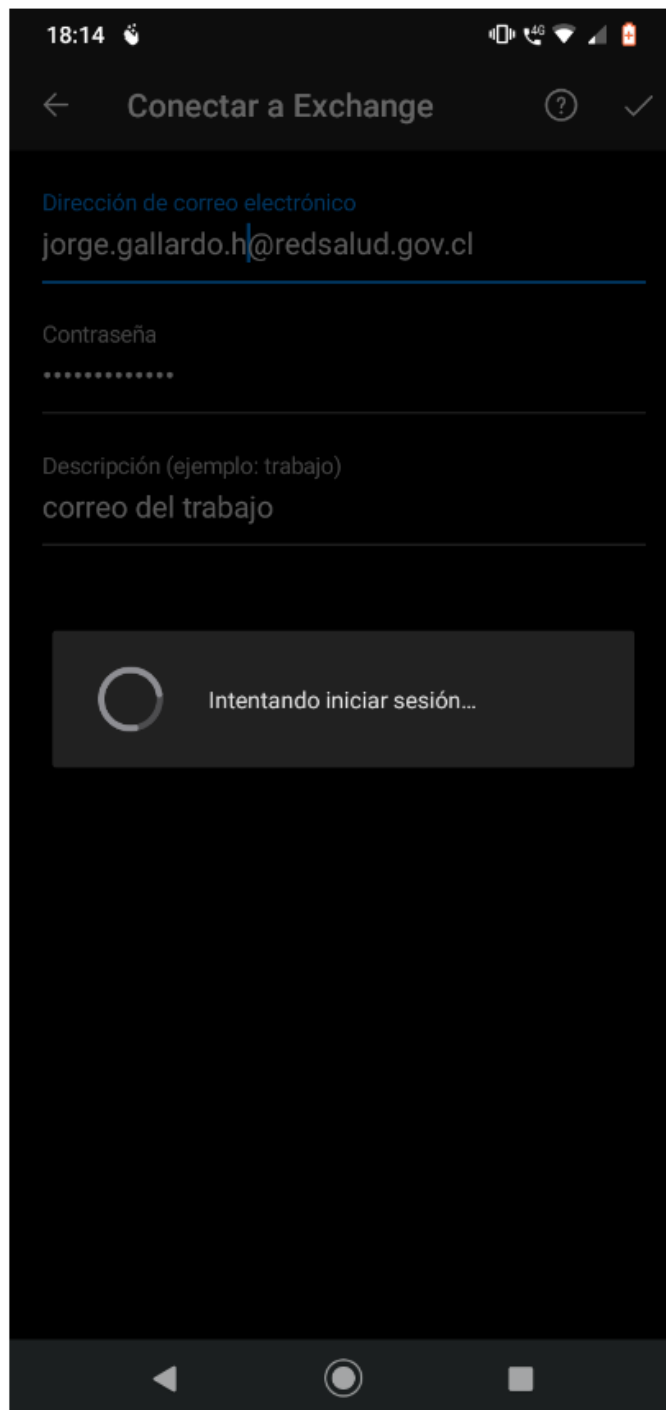 18:14
4G
Conectar a Exchange
Dirección de correo electrónico
jorge.gallardo.h@redsalud.gov.cl
Contraseña
•••••••••••••
Descripción (ejemplo: trabajo)
correo del trabajo
Intentando iniciar sesión...